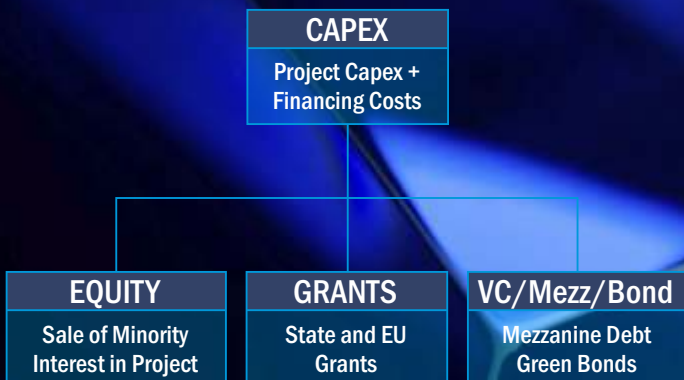 CAPEX
Project Capex +
Financing Costs
EQUITY
Sale of Minority
Interest in Project
GRANTS
State and EU
Grants
VC/Mezz/Bond
Mezzanine Debt
Green Bonds